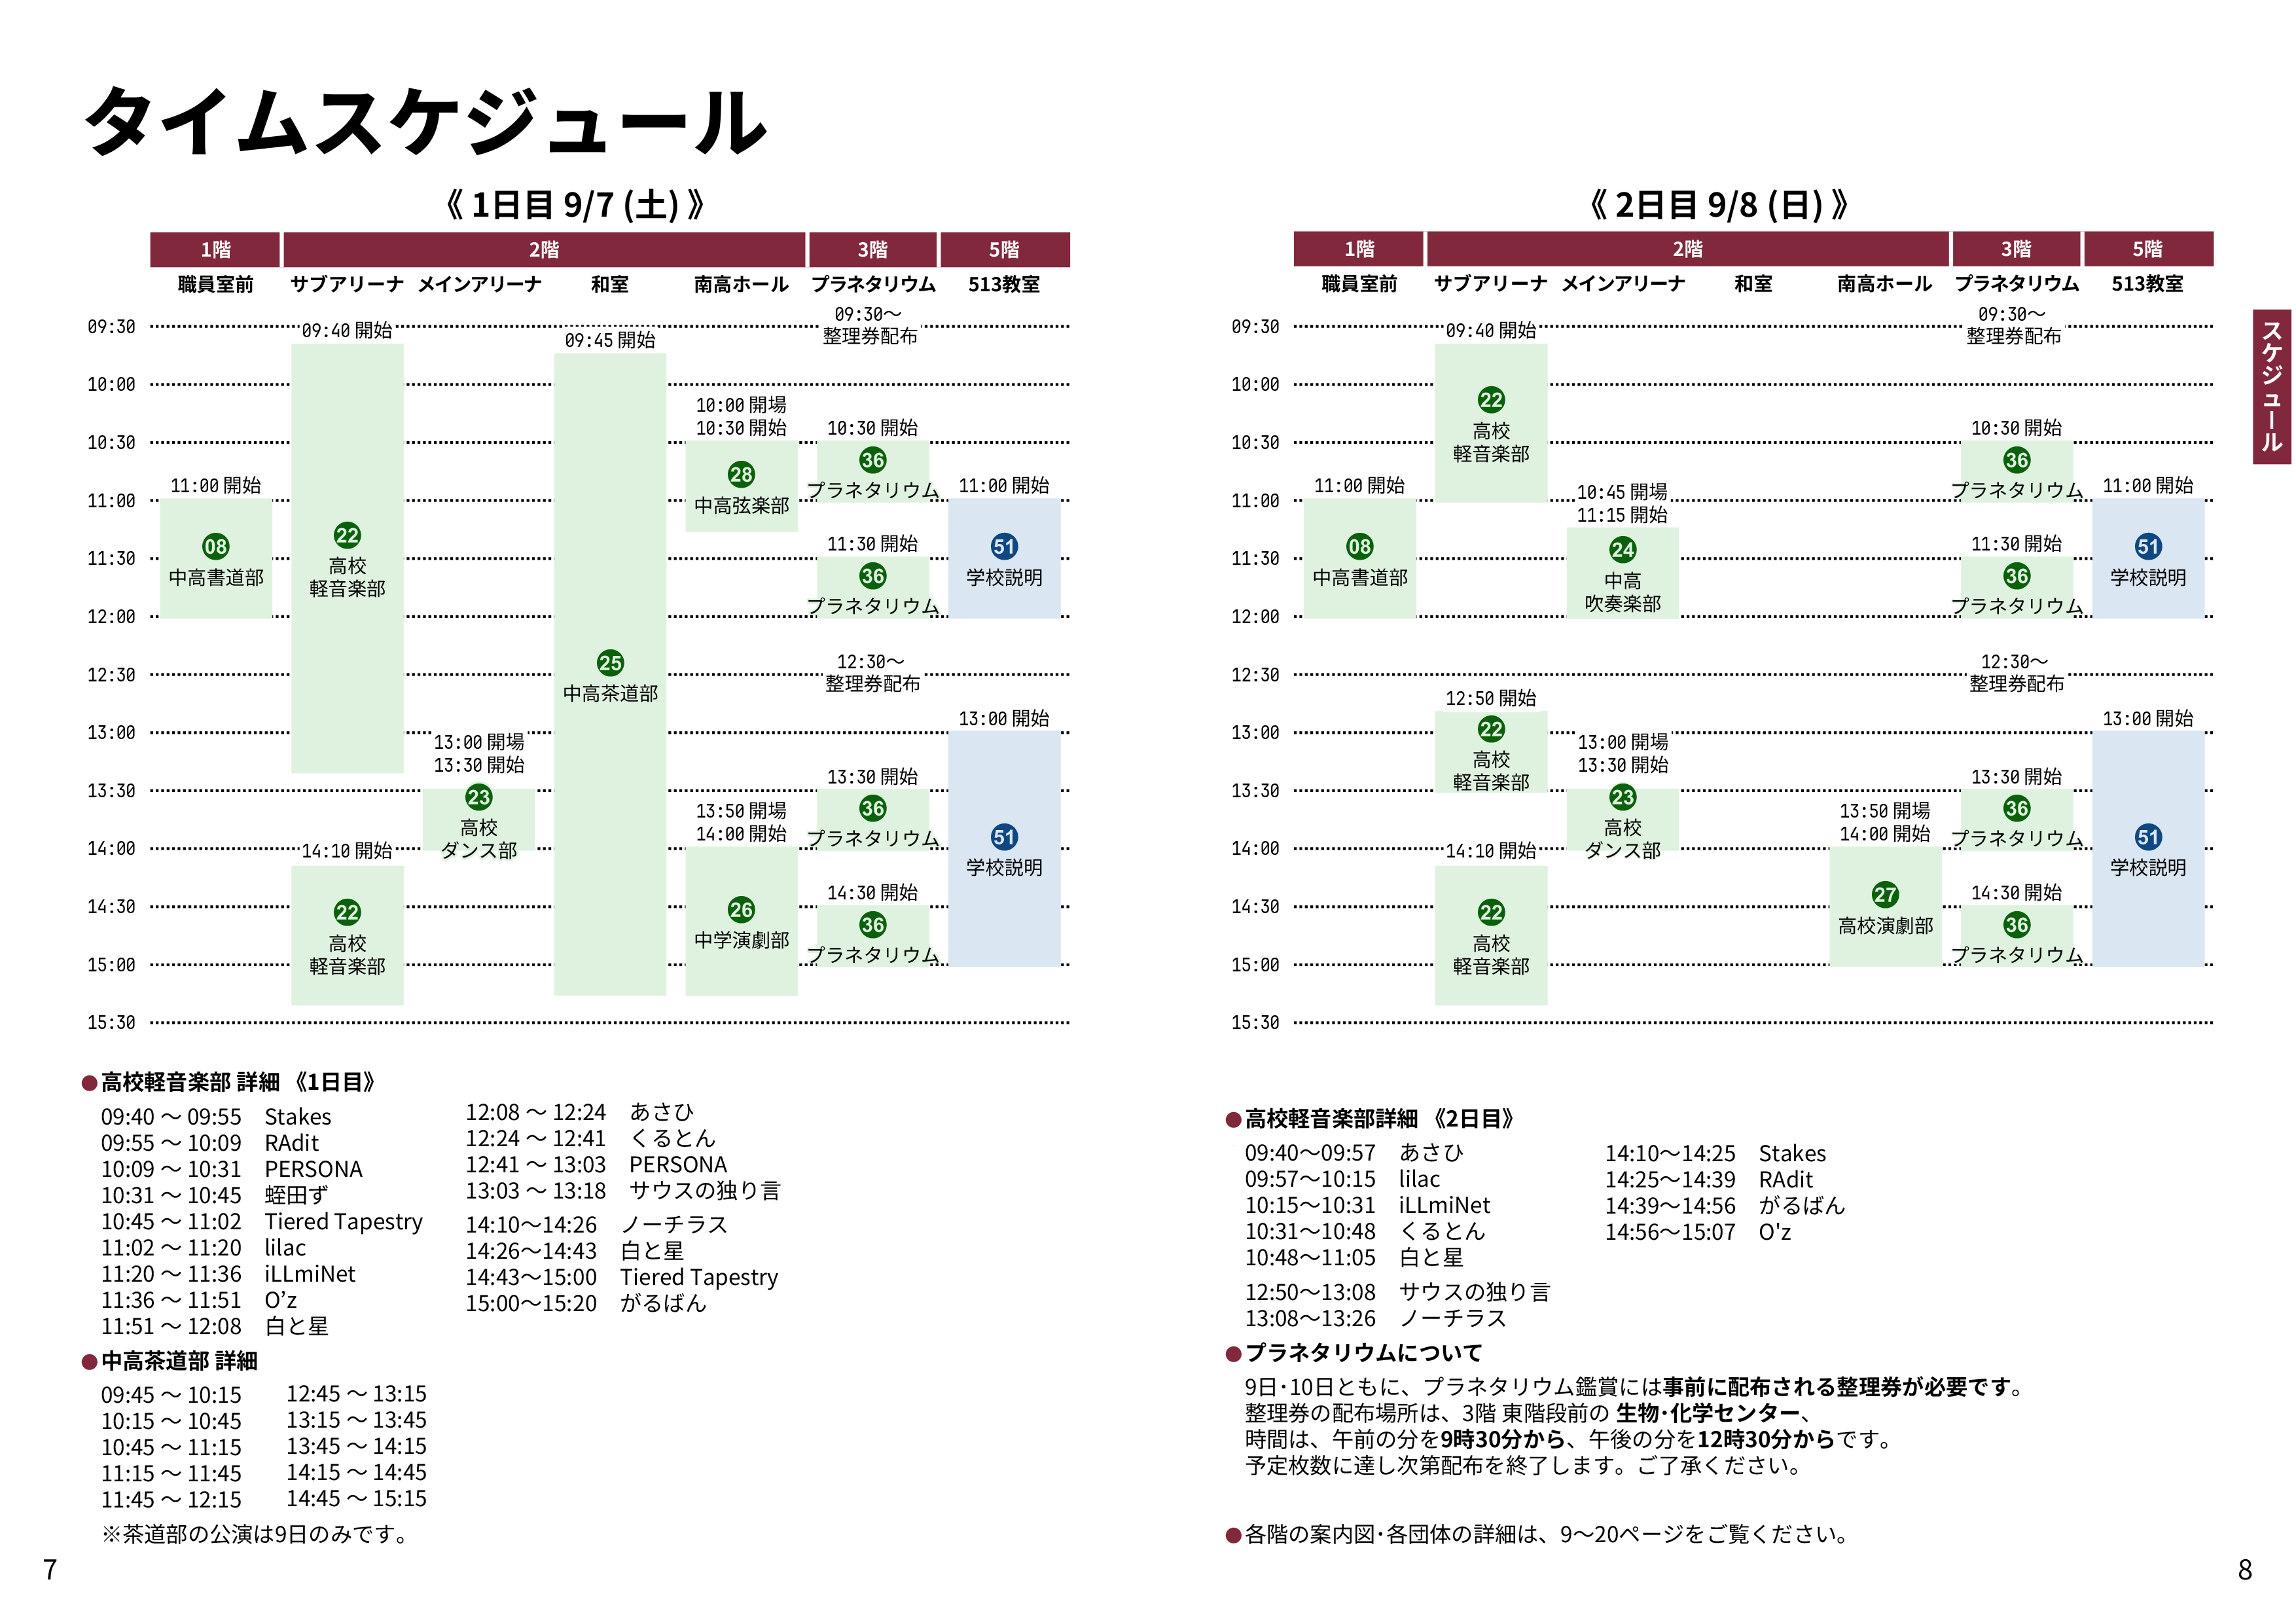 タイムスケジュール
《 1日目 9/7 (土) 》
1階 2階 3階 5階
職員室前 サブアリーナ メインアリーナ 和室 南高ホール プラネタリウム 513教室
09:30
10:00
10:30
11:00
11:30
12:00
12:30
13:00
13:30
14:00
14:30
15:00
15:30
11:00 開始
08
中高書道部
09:40 開始
22
高校
軽音楽部
14:10 開始
22
高校
軽音楽部
13:00 開場
13:30 開始
23
高校
ダンス部
09:45 開始
25
中高茶道部
10:00 開場
10:30 開始
28
中高弦楽部
13:50 開場
14:00 開始
26
中学演劇部
09:30～
整理券配布
10:30 開始
36
プラネタリウム
11:30 開始
36
プラネタリウム
12:30～
整理券配布
13:30 開始
36
プラネタリウム
14:30 開始
36
プラネタリウム
11:00 開始
51
学校説明
13:00 開始
51
学校説明
●高校軽音楽部 詳細 《1日目》
09:40 ～ 09:55 Stakes
09:55 ～ 10:09 RAdit
10:09 ～ 10:31 PERSONA
10:31 ～ 10:45 蛭田ず
10:45 ～ 11:02 Tiered Tapestry
11:02 ～ 11:20 lilac
11:20 ～ 11:36 iLLmiNet
11:36 ～ 11:51 O’z
11:51 ～ 12:08 白と星
12:08 ～ 12:24 あさひ
12:24 ～ 12:41 くるとん
12:41 ～ 13:03 PERSONA
13:03 ～ 13:18 サウスの独り言
14:10～14:26 ノーチラス
14:26～14:43 白と星
14:43～15:00 Tiered Tapestry
15:00～15:20 がるばん
●中高茶道部 詳細
09:45 ～ 10:15
10:15 ～ 10:45
10:45 ～ 11:15
11:15 ～ 11:45
11:45 ～ 12:15
12:45 ～ 13:15
13:15 ～ 13:45
13:45 ～ 14:15
14:15 ～ 14:45
14:45 ～ 15:15
※茶道部の公演は9日のみです。
7
《 2日目 9/8 (日) 》
1階 2階 3階 5階
職員室前 サブアリーナ メインアリーナ 和室 南高ホール プラネタリウム 513教室
09:30
10:00
10:30
11:00
11:30
12:00
12:30
13:00
13:30
14:00
14:30
15:00
15:30
11:00 開始
08
中高書道部
09:40 開始
22
高校
軽音楽部
12:50 開始
22
高校
軽音楽部
14:10 開始
22
高校
軽音楽部
10:45 開場
11:15 開始
24
中高
吹奏楽部
13:00 開場
13:30 開始
23
高校
ダンス部
13:50 開場
14:00 開始
27
高校演劇部
09:30～
整理券配布
10:30 開始
36
プラネタリウム
11:30 開始
36
プラネタリウム
12:30～
整理券配布
13:30 開始
36
プラネタリウム
14:30 開始
36
プラネタリウム
11:00 開始
51
学校説明
13:00 開始
51
学校説明
スケジュール
●高校軽音楽部詳細 《2日目》
09:40～09:57 あさひ
09:57～10:15 lilac
10:15～10:31 iLLmiNet
10:31～10:48 くるとん
10:48～11:05 白と星
12:50～13:08 サウスの独り言
13:08～13:26 ノーチラス
14:10～14:25 Stakes
14:25～14:39 RAdit
14:39～14:56 がるばん
14:56～15:07 O'z
●プラネタリウムについて
9日･10日ともに、プラネタリウム鑑賞には事前に配布される整理券が必要です。
整理券の配布場所は、3階 東階段前の 生物･化学センター、
時間は、午前の分を9時30分から、午後の分を12時30分からです。
予定枚数に達し次第配布を終了します。ご了承ください。
●各階の案内図･各団体の詳細は、9～20ページをご覧ください。
8